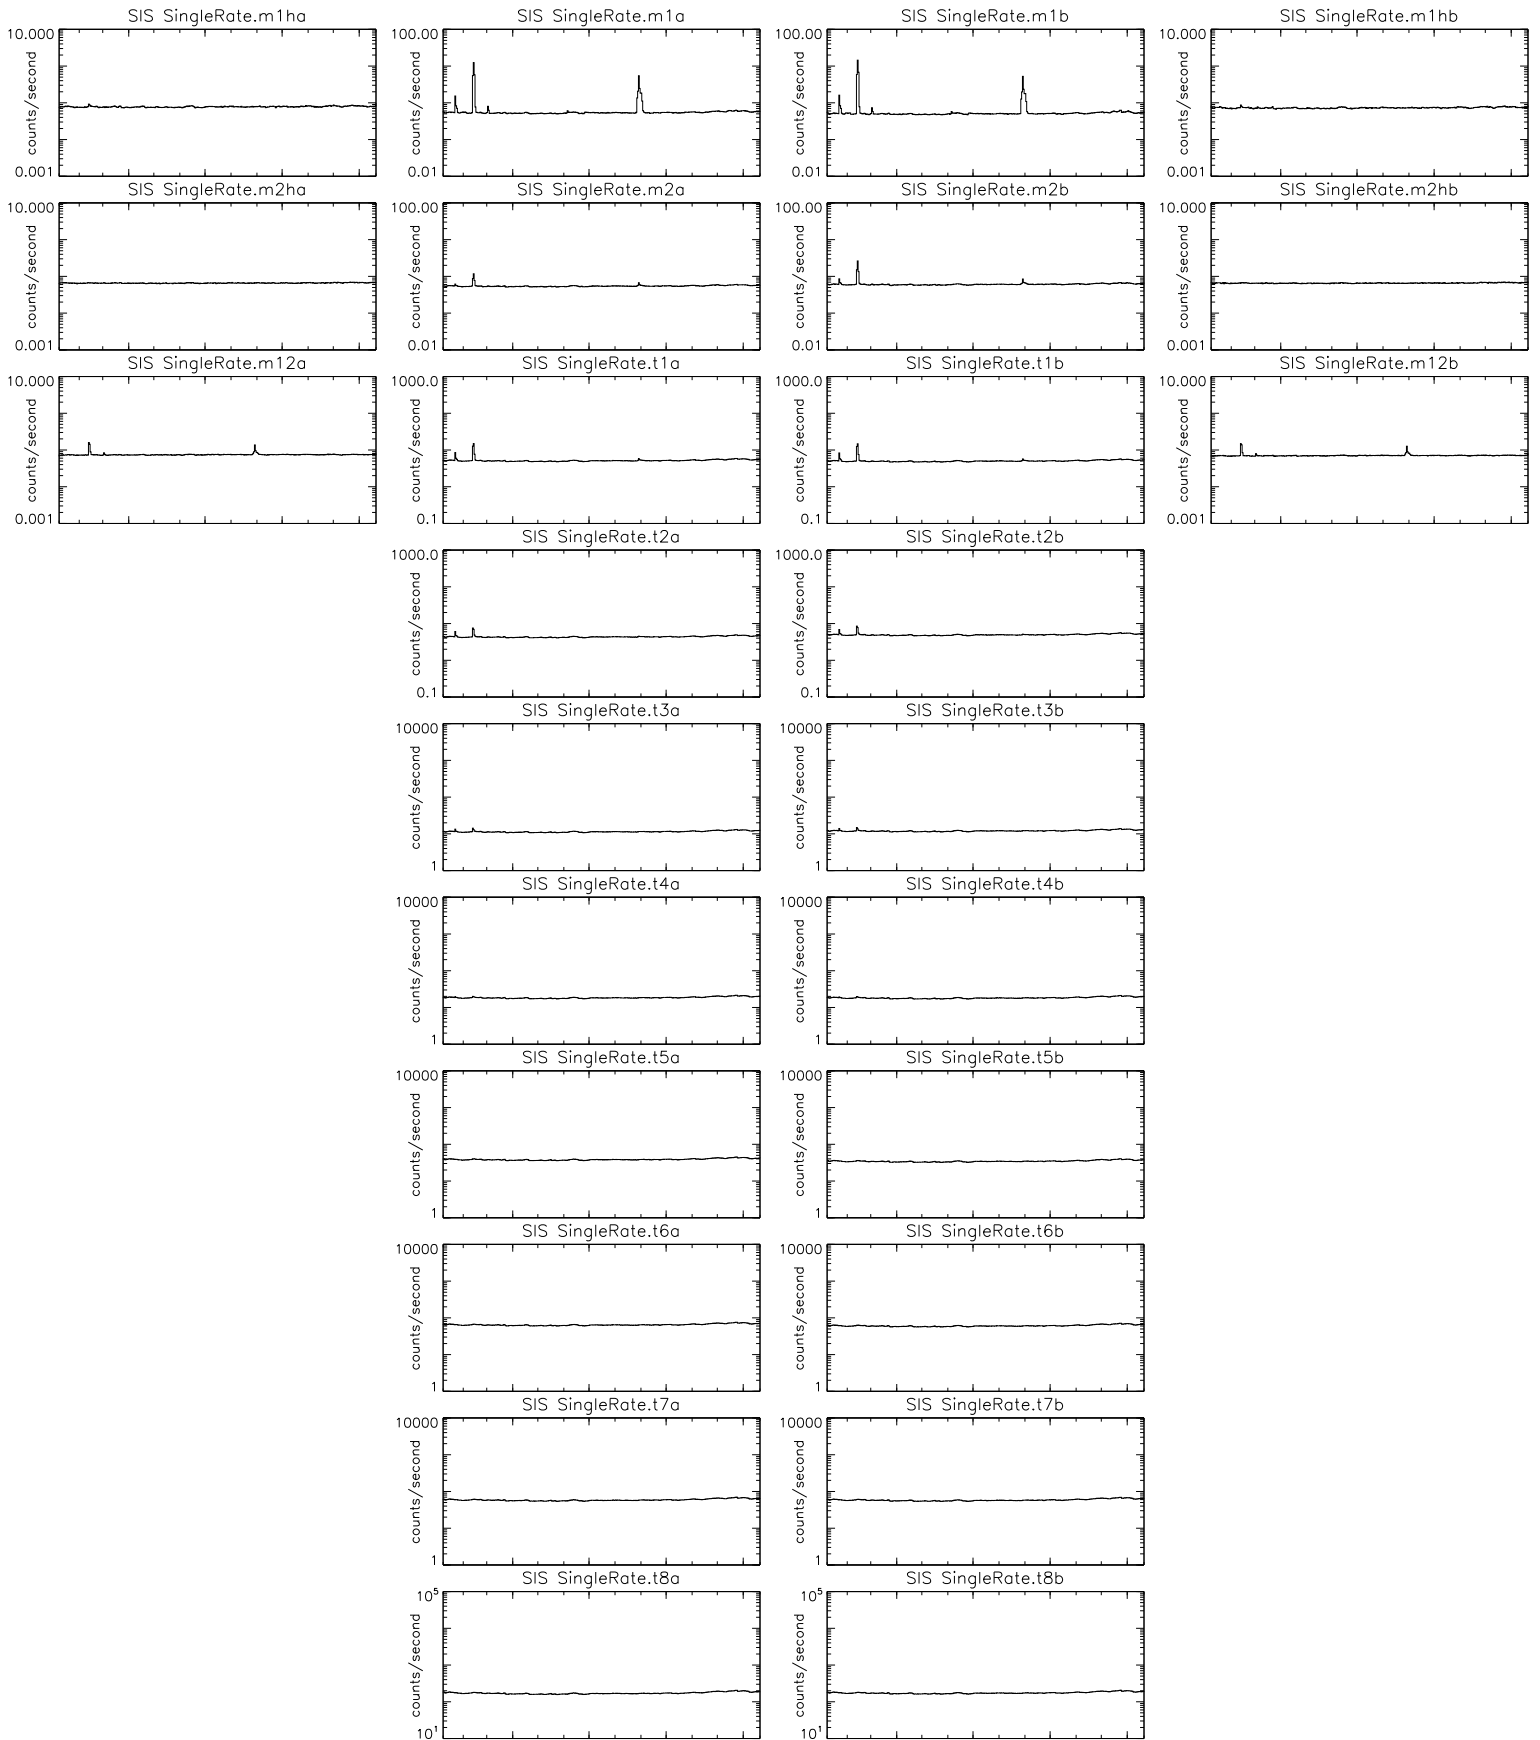 SIS SingleRate.m1ha
10.000
counts/second
0.001
SIS SingleRate.m1a
100.00
counts/second
0.01
SIS SingleRate.m1b
100.00
counts/second
0.01
SIS SingleRate.m1hb
10.000
counts/second
0.001
SIS SingleRate.m2ha
10.000
counts/second
0.001
SIS SingleRate.m2a
100.00
counts/second
0.01
SIS SingleRate.m2b
100.00
counts/second
0.01
SIS SingleRate.m2hb
10.000
counts/second
0.001
SIS SingleRate.m12a
10.000
counts/second
0.001
SIS SingleRate.t1a
1000.0
counts/second
0.1
SIS SingleRate.t1b
1000.0
counts/second
0.1
SIS SingleRate.m12b
10.000
counts/second
0.001
SIS SingleRate.t2a
1000.0
counts/second
0.1
SIS SingleRate.t2b
1000.0
counts/second
0.1
SIS SingleRate.t3a
10000
counts/second
1
SIS SingleRate.t3b
10000
counts/second
1
SIS SingleRate.t4a
10000
counts/second
1
SIS SingleRate.t4b
10000
counts/second
1
SIS SingleRate.t5a
10000
counts/second
1
SIS SingleRate.t5b
10000
counts/second
1
SIS SingleRate.t6a
10000
counts/second
1
SIS SingleRate.t6b
10000
counts/second
1
SIS SingleRate.t7a
10000
counts/second
1
SIS SingleRate.t7b
10000
counts/second
1
SIS SingleRate.t8a
10⁵
counts/second
10¹
SIS SingleRate.t8b
10⁵
counts/second
10¹